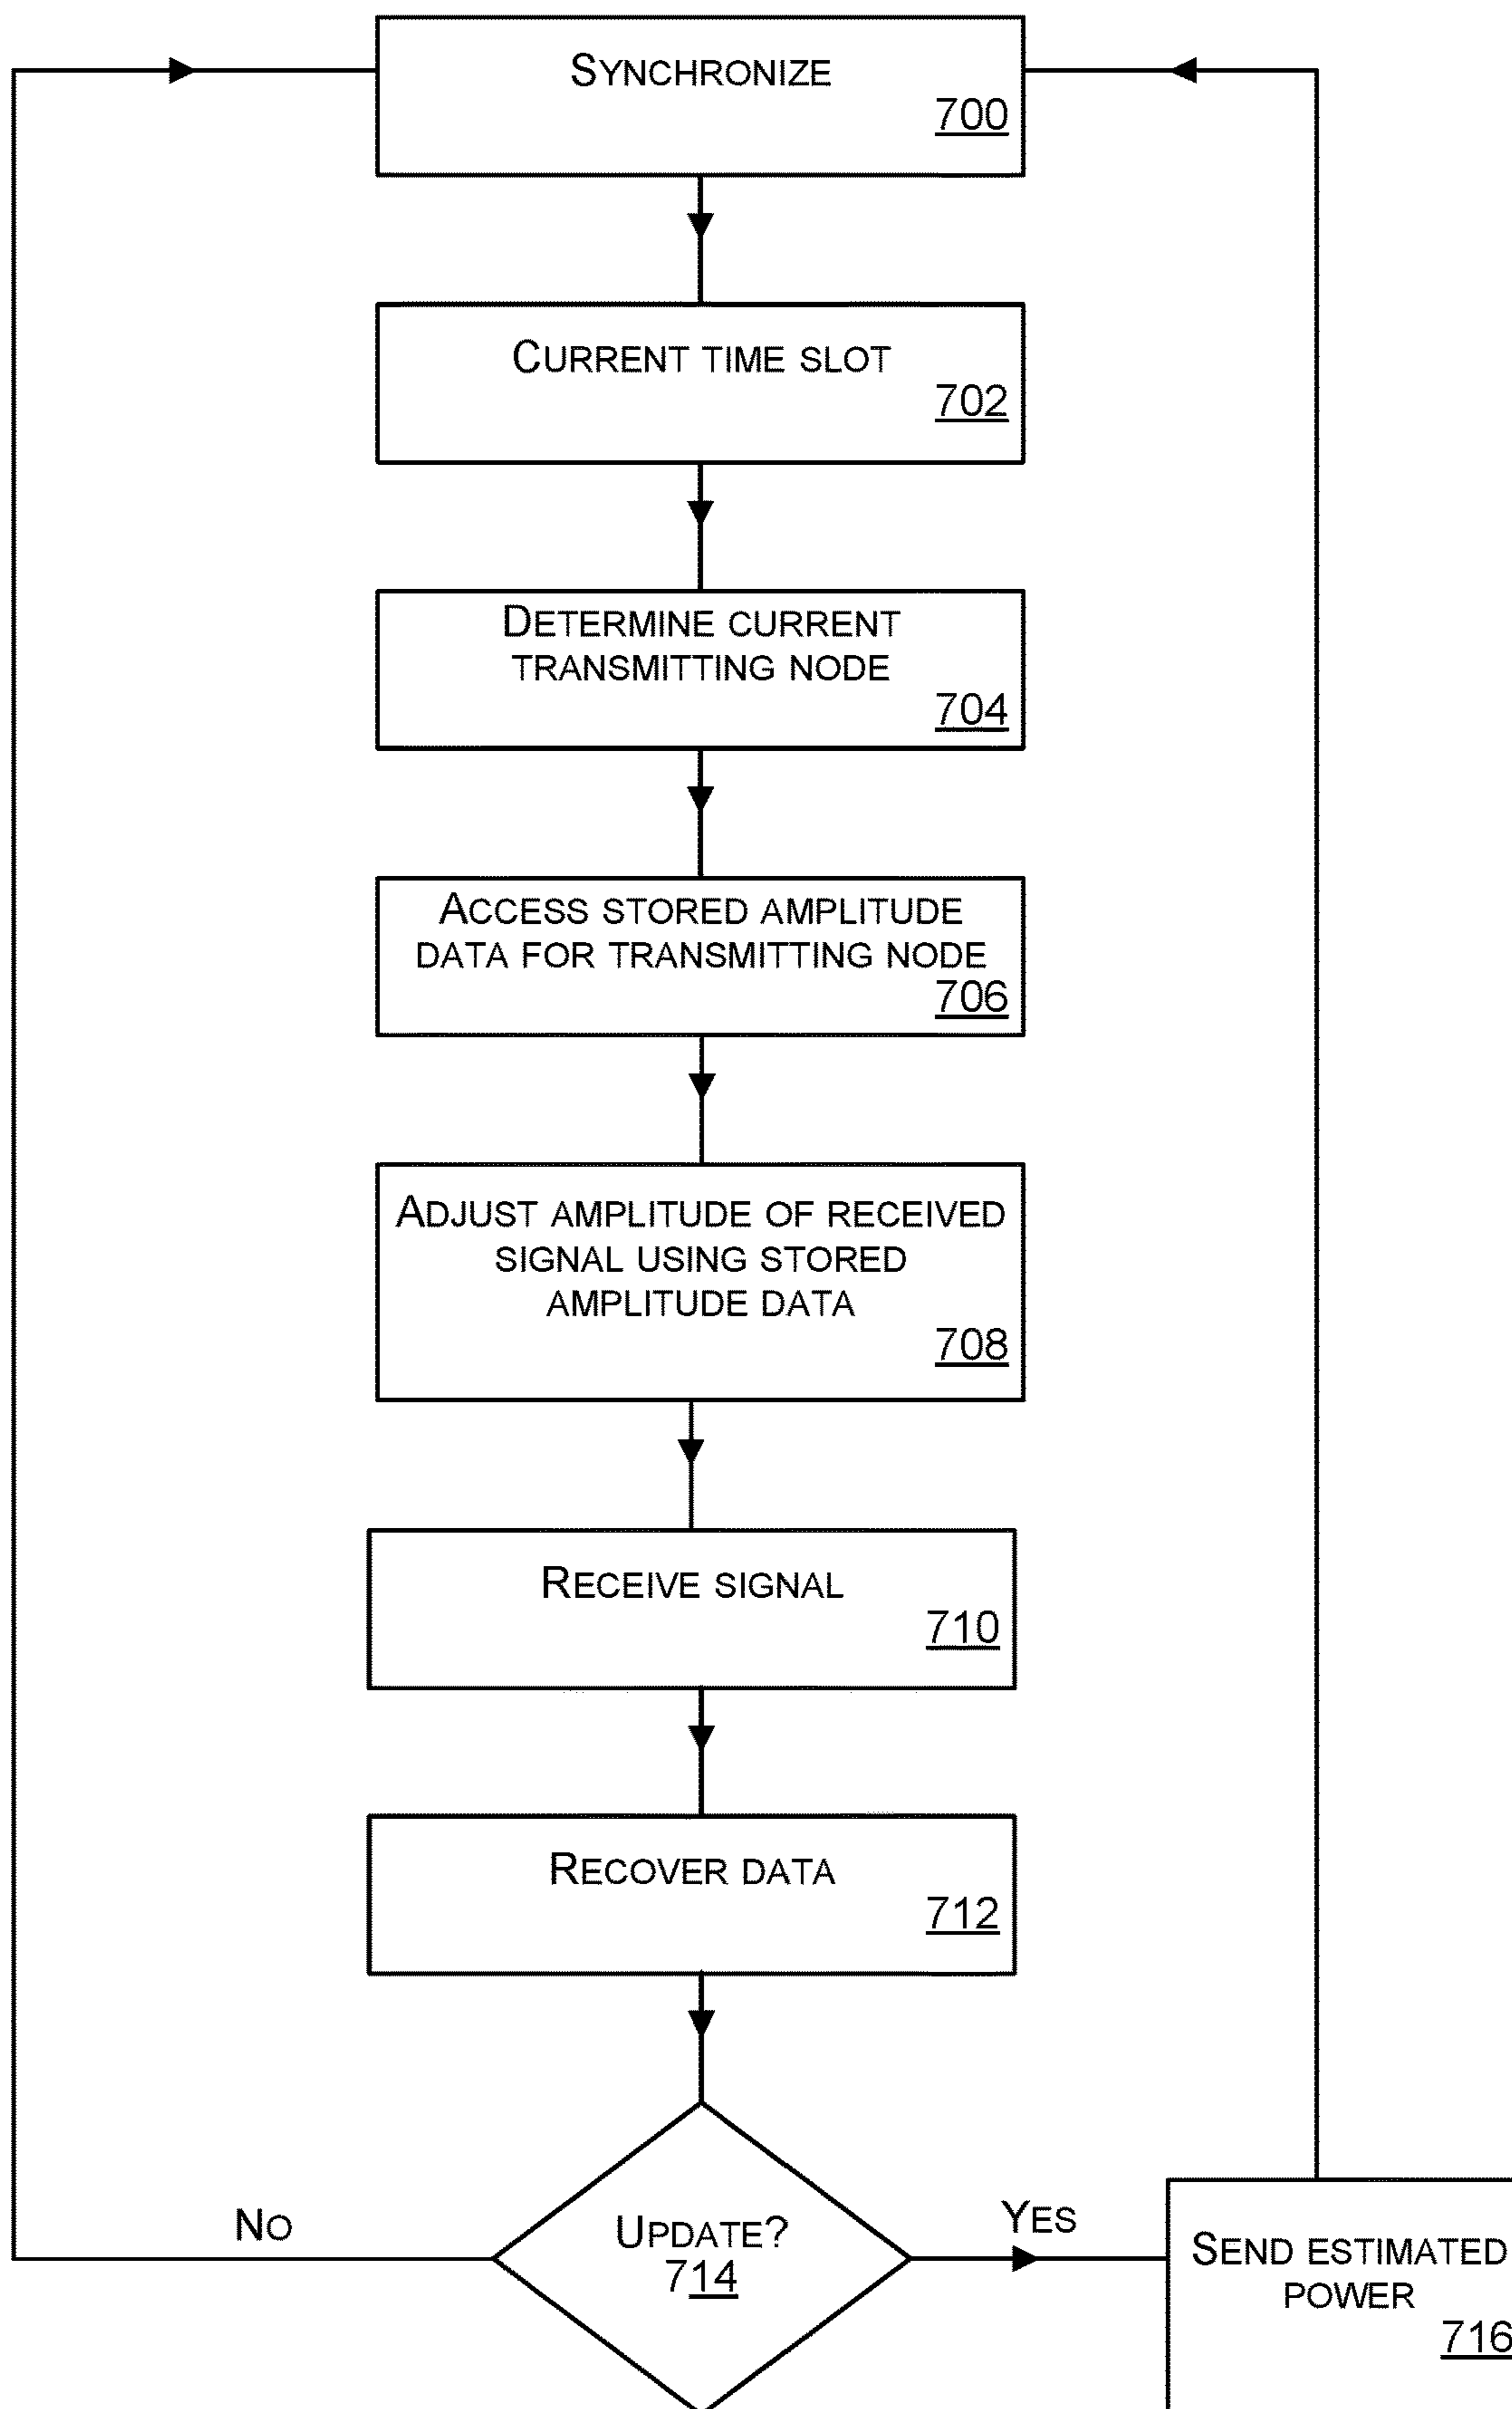 SYNCHRONIZE
700
CURRENT TIME SLOT
702
DETERMINE CURRENT
TRANSMITTING NODE
704
ACCESS STORED AMPLITUDE
DATA FOR TRANSMITTING NODE
706
ADJUST AMPLITUDE OF RECEIVED
SIGNAL USING STORED
AMPLITUDE DATA
708
RECEIVE SIGNAL
710
RECOVER DATA
712
NO
UPDATE?
714
YES
SEND ESTIMATED
POWER
716